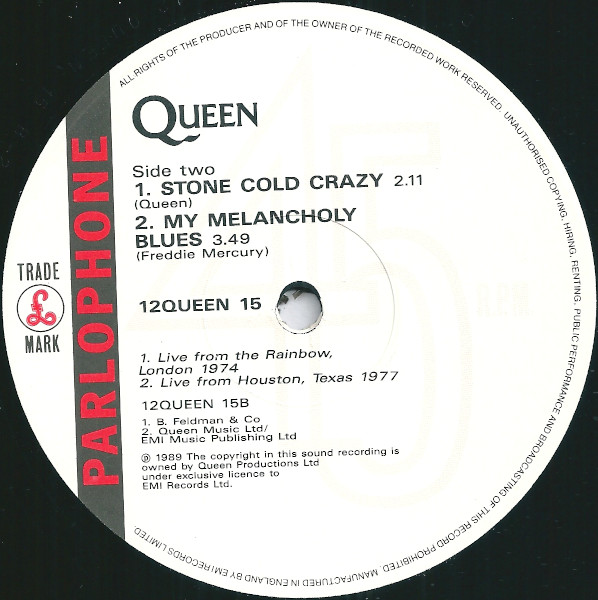 ALL RIGHTS OF THE PRODUCER AND OF THE OWNER OF THE RECORDED WORK RESERVED. UNAUTHORISED COPYING, HIRING, RENTING, PUBLIC PERFORMANCE AND BROADCASTING OF THIS RECORD PROHIBITED. MANUFACTURED IN ENGLAND BY EMI RECORDS LIMITED.
QUEEN
Side two
1. STONE COLD CRAZY 2.11
(Queen)
2. MY MELANCHOLY
BLUES 3.49
(Freddie Mercury)
PARLOPHONE
TRADE
£
MARK
12QUEEN 15
1. Live from the Rainbow,
London 1974
2. Live from Houston, Texas 1977
12QUEEN 15B
1. B. Feldman & Co
2. Queen Music Ltd/
EMI Music Publishing Ltd
℗ 1989 The copyright in this sound recording is
owned by Queen Productions Ltd
under exclusive licence to
EMI Records Ltd.
45